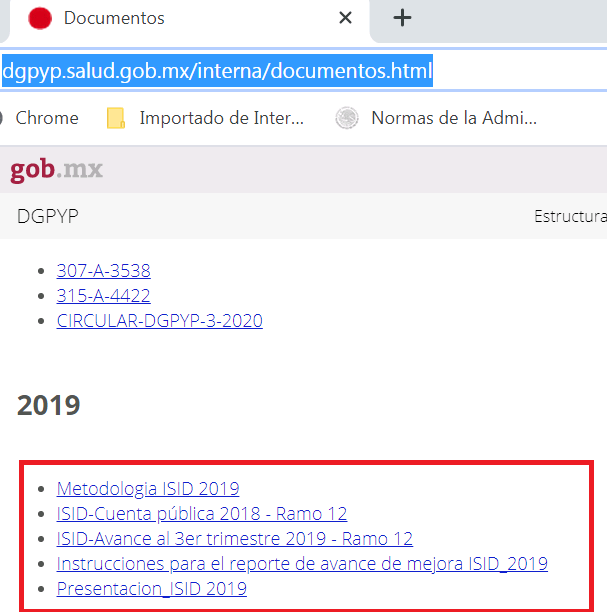 Documentos
dgpyp.salud.gob.mx/interna/documentos.html
Chrome Importado de Inter... Normas de la Admi...
gob.mx
DGPYP Estructura
307-A-3538
315-A-4422
CIRCULAR-DGPYP-3-2020
2019
Metodologia ISID 2019
ISID-Cuenta pública 2018 - Ramo 12
ISID-Avance al 3er trimestre 2019 - Ramo 12
Instrucciones para el reporte de avance de mejora ISID_2019
Presentacion_ISID 2019